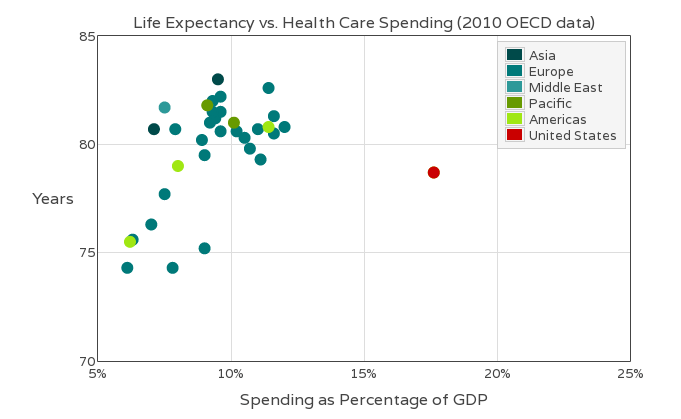 Life Expectancy vs. Health Care Spending (2010 OECD data)
85
80
75
70
Years
Asia
Europe
Middle East
Pacific
Americas
United States
5%
10%
15%
20%
25%
Spending as Percentage of GDP